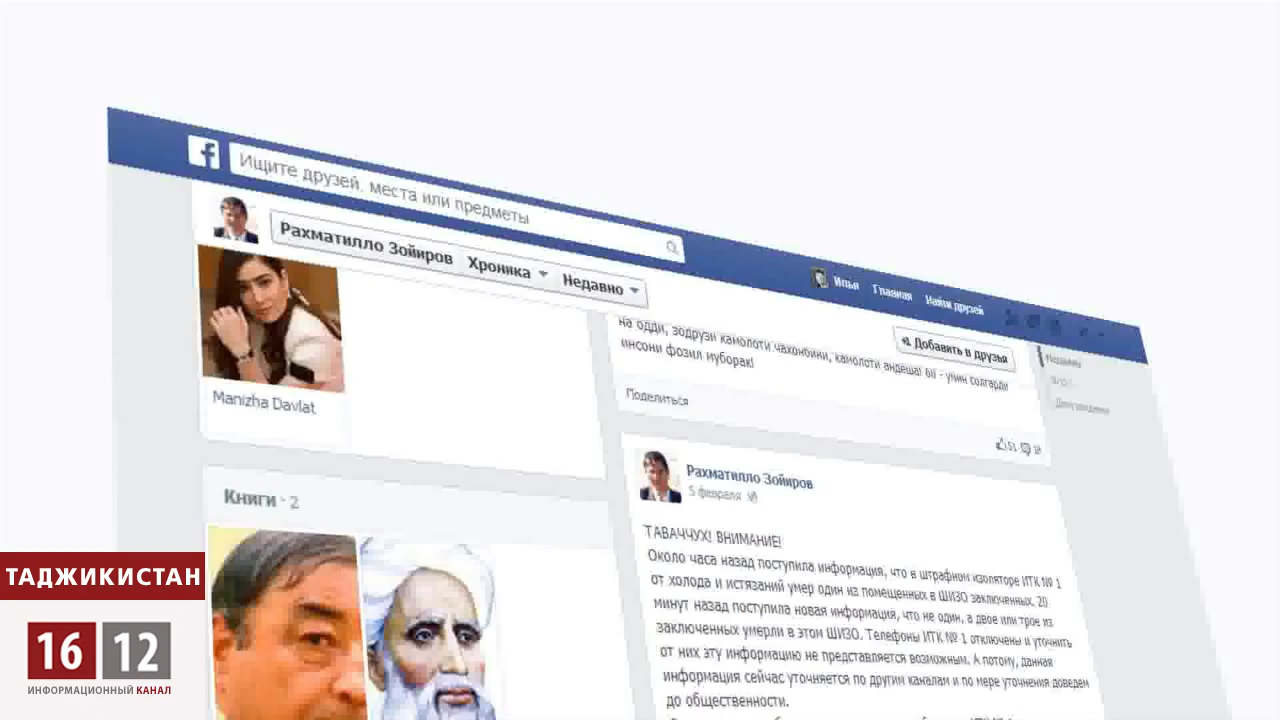 Ищите друзей, места или предметы
Рахматилло Зойиров Хроника Недавно
Илья Главная Найти друзей
Manizha Davlat
Книги · 2
на одди, зодрузи камолоти чахонбини, камолоти андеша! 60 - умин солгарди
инсони фозил муборак!
Добавить в друзья
Недавно
Поделиться
51
Рахматилло Зойиров
5 февраля
ТАВАЧЧУХ! ВНИМАНИЕ!
Около часа назад поступила информация, что в штрафном изоляторе ИТК № 1
от холода и истязаний умер один из помещенных в ШИЗО заключенных. 20
минут назад поступила новая информация, что не один, а двое или трое из
заключенных умерли в этом ШИЗО. Телефоны ИТК № 1 отключены и уточнить
от них эту информацию не представляется возможным. А потому, данная
информация сейчас уточняется по другим каналам и по мере уточнения доведем
до общественности.
ТАДЖИКИСТАН
16 12
ИНФОРМАЦИОННЫЙ КАНАЛ